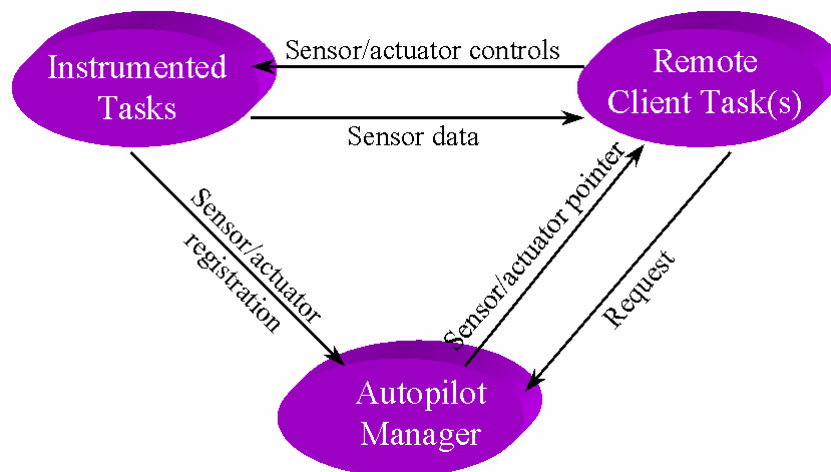 Instrumented
Tasks
Sensor/actuator controls
Remote
Client Task(s)
Sensor data
Sensor/actuator
registration
Sensor/actuator pointer
Request
Autopilot
Manager